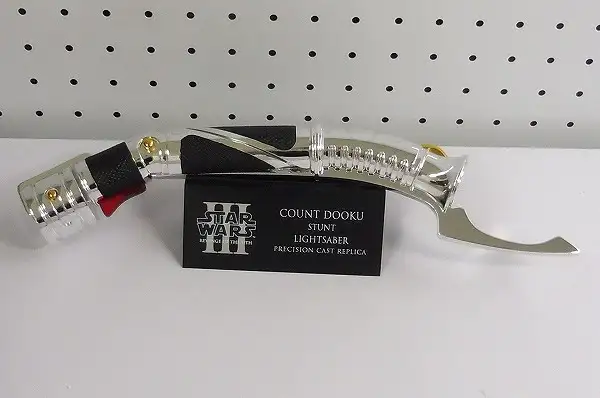 STAR
WARS
III
REVENGE OF THE SITH
COUNT DOOKU
STUNT
LIGHTSABER
PRECISION CAST REPLICA